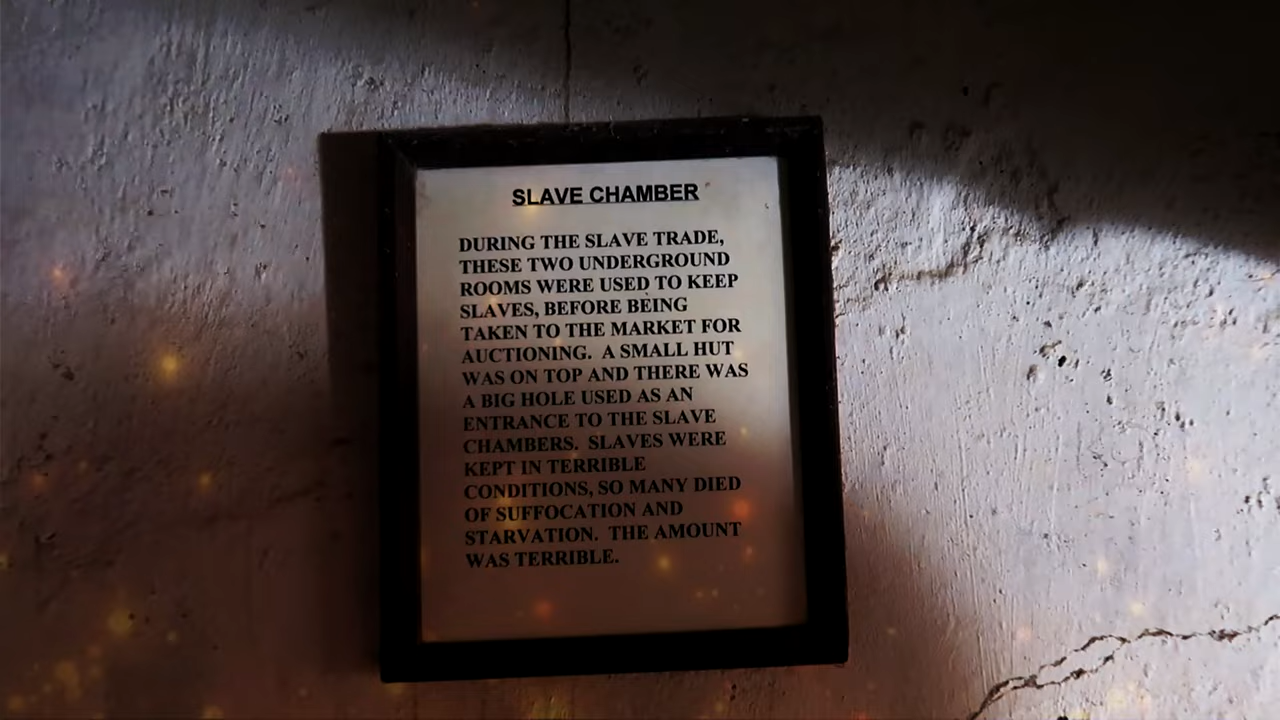 SLAVE CHAMBER
DURING THE SLAVE TRADE,
THESE TWO UNDERGROUND
ROOMS WERE USED TO KEEP
SLAVES, BEFORE BEING
TAKEN TO THE MARKET FOR
AUCTIONING. A SMALL HUT
WAS ON TOP AND THERE WAS
A BIG HOLE USED AS AN
ENTRANCE TO THE SLAVE
CHAMBERS. SLAVES WERE
KEPT IN TERRIBLE
CONDITIONS, SO MANY DIED
OF SUFFOCATION AND
STARVATION. THE AMOUNT
WAS TERRIBLE.